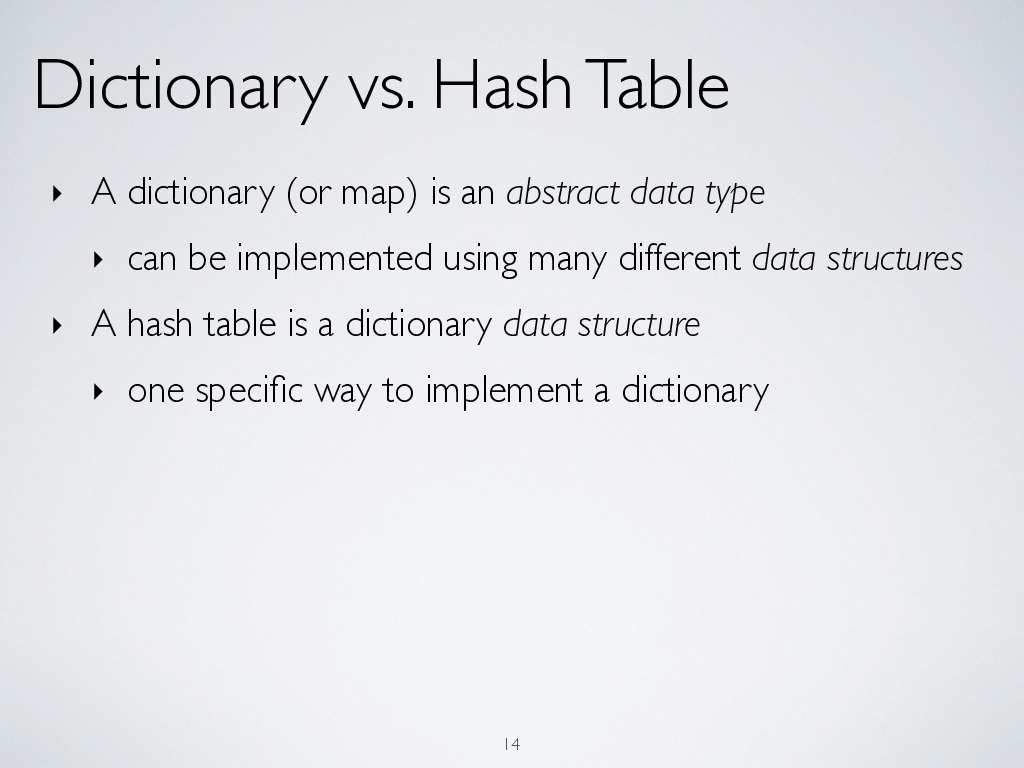 Dictionary vs. Hash Table
‣ A dictionary (or map) is an abstract data type
‣ can be implemented using many different data structures
‣ A hash table is a dictionary data structure
‣ one specific way to implement a dictionary
14